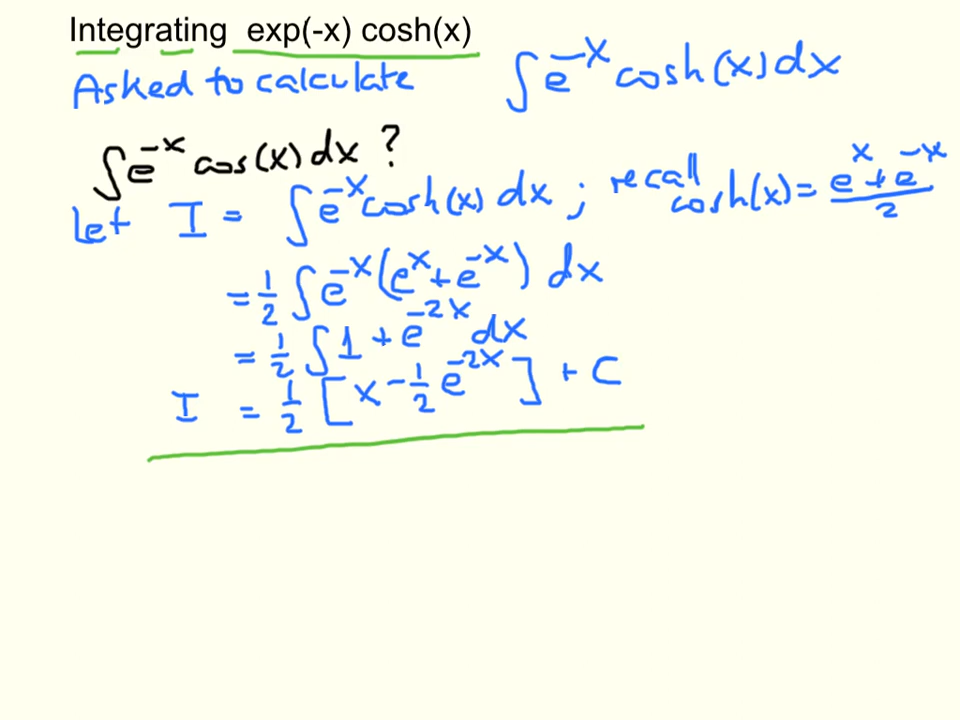 Integrating exp(-x) cosh(x)
Asked to calculate ∫e^{-x} cosh(x) dx
∫e^{-x} cos(x) dx ?
Let I = ∫e^{-x} cosh(x) dx ; recall cosh(x) = (e^x + e^{-x})/2
= 1/2 ∫e^{-x}(e^x + e^{-x}) dx
= 1/2 ∫1 + e^{-2x} dx
I = 1/2 [x - 1/2 e^{-2x}] + C